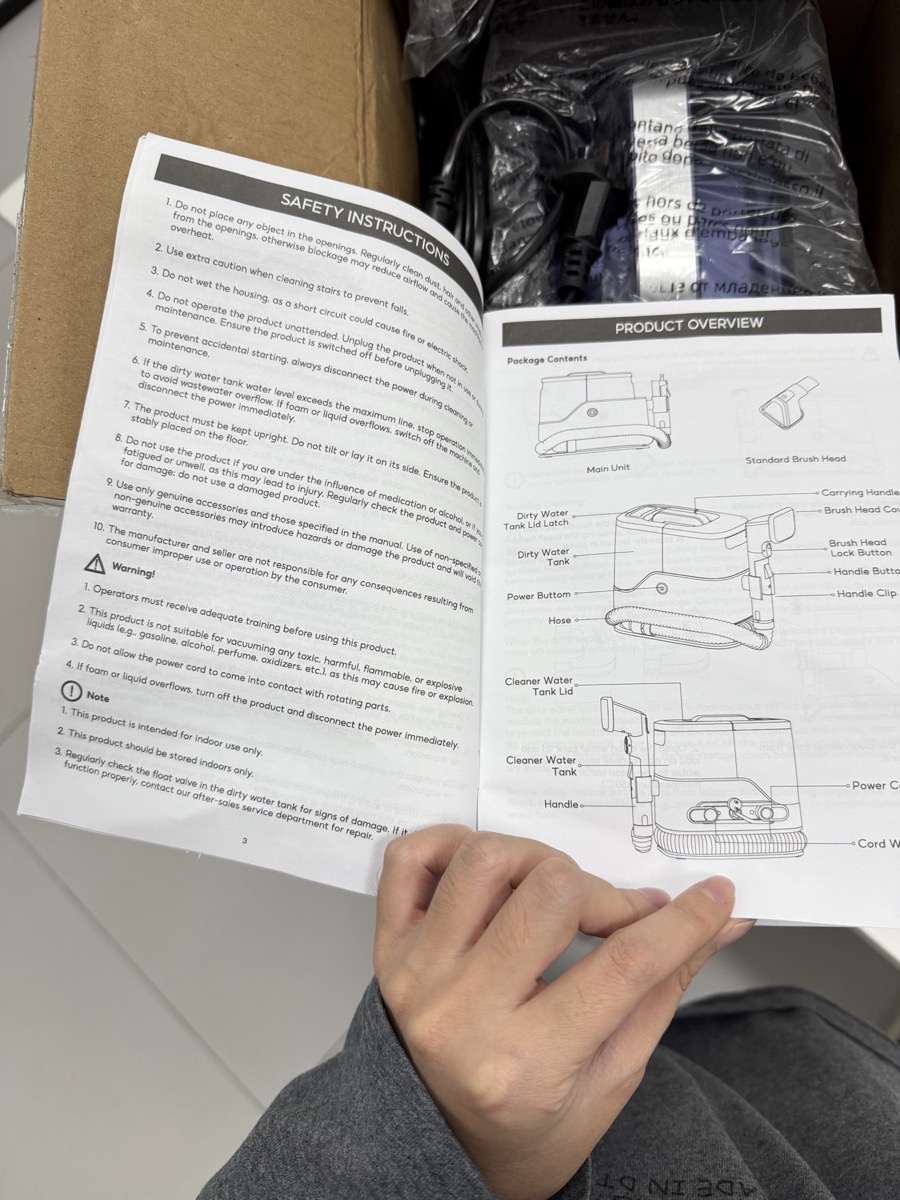 SAFETY INSTRUCTIONS
1. Do not place any object in the openings. Regularly clean dust, hair and
from the openings, otherwise blockage may reduce airflow and cause the
overheat.
2. Use extra caution when cleaning stairs to prevent falls.
3. Do not wet the housing, as a short circuit could cause fire or electric shock.
4. Do not operate the product unattended. Unplug the product when not in use or
maintenance. Ensure the product is switched off before unplugging it.
5. To prevent accidental starting, always disconnect the power during cleaning or
maintenance.
6. If the dirty water tank water level exceeds the maximum line, stop operation
to avoid wastewater overflow. If foam or liquid overflows, switch off the machine and
disconnect the power immediately.
7. The product must be kept upright. Do not tilt or lay it on its side. Ensure the product is
stably placed on the floor.
8. Do not use the product if you are under the influence of medication or alcohol, or if you
fatigued or unwell, as this may lead to injury. Regularly check the product and power
for damage; do not use a damaged product.
9. Use only genuine accessories and those specified in the manual. Use of non-specified or
non-genuine accessories may introduce hazards or damage the product and will void the
warranty.
10. The manufacturer and seller are not responsible for any consequences resulting from
consumer improper use or operation by the consumer.
Warning!
1. Operators must receive adequate training before using this product.
2. This product is not suitable for vacuuming any toxic, harmful, flammable, or explosive
liquids (e.g., gasoline, alcohol, perfume, oxidizers, etc.), as this may cause fire or explosion.
3. Do not allow the power cord to come into contact with rotating parts.
4. If foam or liquid overflows, turn off the product and disconnect the power immediately.
Note
1. This product is intended for indoor use only.
2. This product should be stored indoors only.
3. Regularly check the float valve in the dirty water tank for signs of damage. If it
function properly, contact our after-sales service department for repair.
3
PRODUCT OVERVIEW
Package Contents
Main Unit
Standard Brush Head
Carrying Handle
Brush Head
Dirty Water
Tank Lid Latch
Brush Head
Lock Button
Dirty Water
Tank
Handle
Power Buttom
Handle Clip
Hose
Cleaner Water
Tank Lid
Cleaner Water
Tank
Power
Handle
Cord
hors de
ADE IN